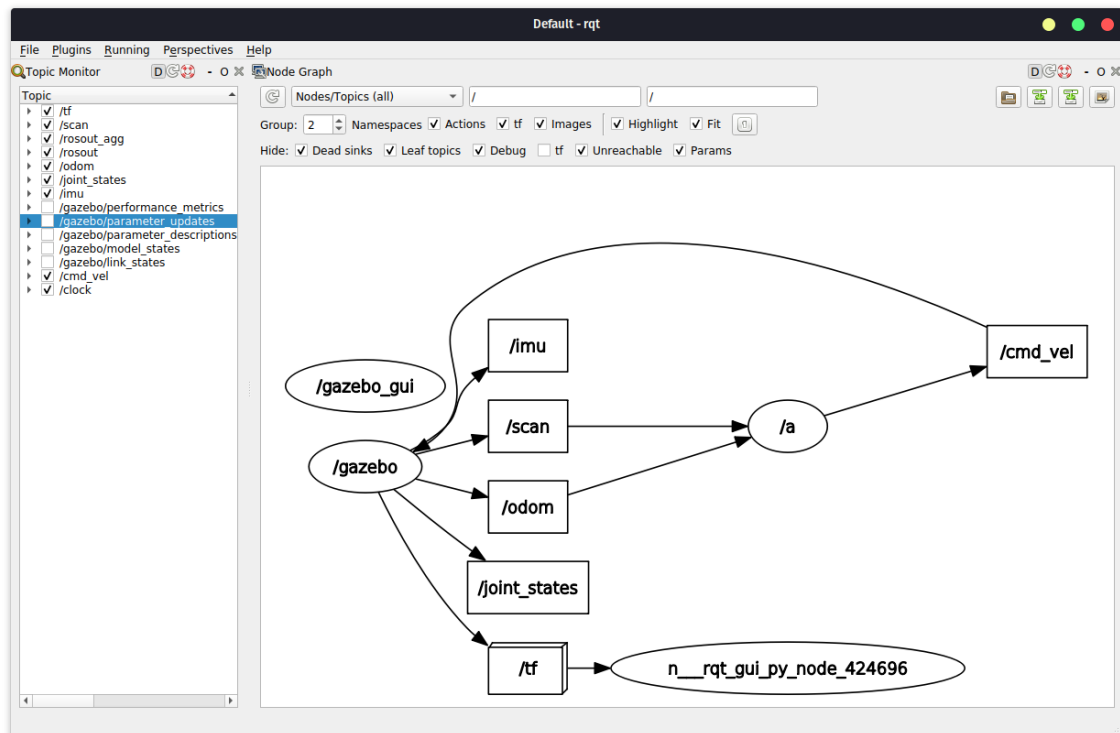 Default - rqt
File Plugins Running Perspectives Help
Topic Monitor D - O Node Graph D - O
Topic
/tf
/scan
/rosout_agg
/rosout
/odom
/joint_states
/imu
/gazebo/performance_metrics
/gazebo/parameter_updates
/gazebo/parameter_descriptions
/gazebo/model_states
/gazebo/link_states
/cmd_vel
/clock
Nodes/Topics (all) / /
Group: 2 Namespaces Actions tf Images Highlight Fit
Hide: Dead sinks Leaf topics Debug tf Unreachable Params
/imu
/cmd_vel
/gazebo_gui
/scan
/a
/gazebo
/odom
/joint_states
/tf
n___rqt_gui_py_node_424696